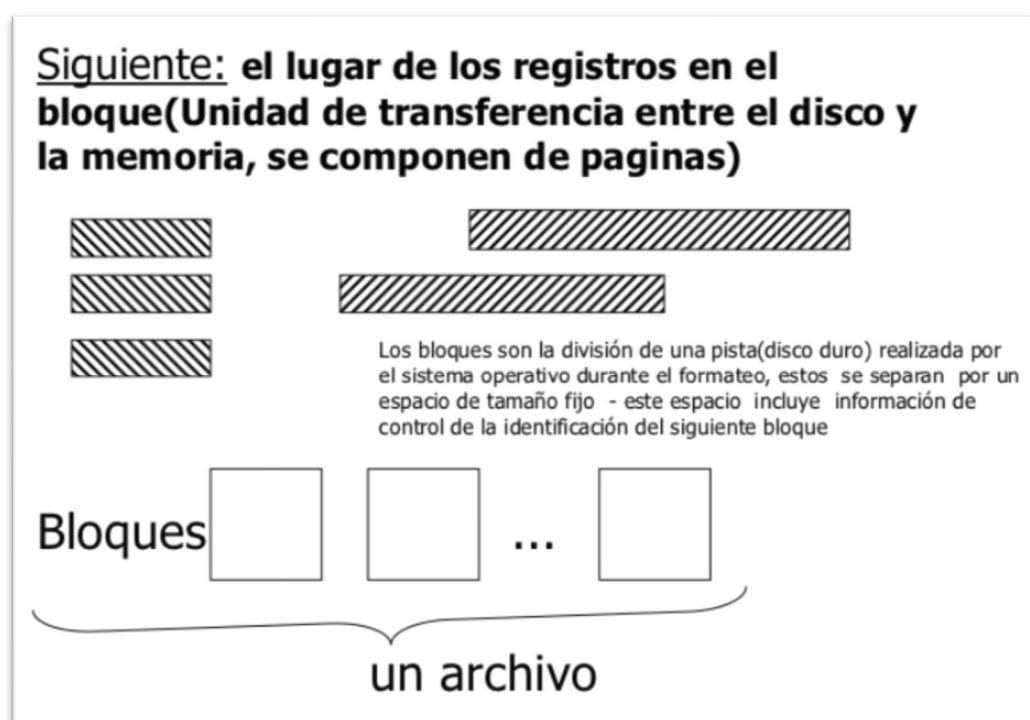 Siguiente: el lugar de los registros en el
bloque(Unidad de transferencia entre el disco y
la memoria, se componen de paginas)
Los bloques son la división de una pista(disco duro) realizada por
el sistema operativo durante el formateo, estos se separan por un
espacio de tamaño fijo - este espacio incluye información de
control de la identificación del siguiente bloque
Bloques
...
un archivo